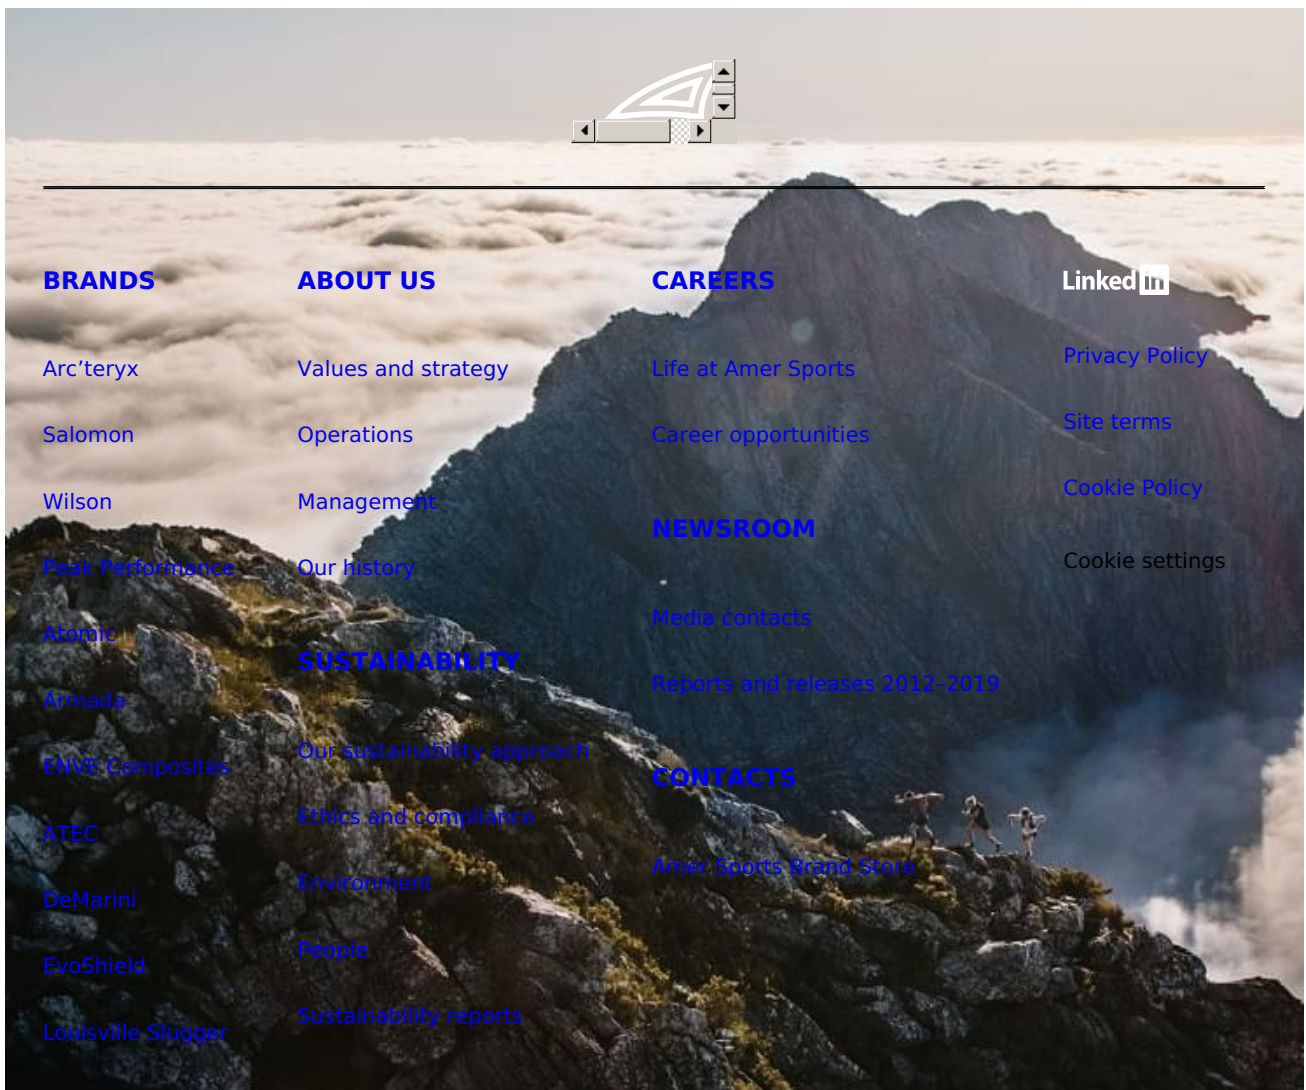 BRANDS
Arc’teryx
Salomon
Wilson
Peak Performance
Atomic
Armada
ENVE Composites
ATEC
DeMarini
EvoShield
Louisville Slugger
ABOUT US
Values and strategy
Operations
Management
Our history
SUSTAINABILITY
Our sustainability approach
Ethics and compliance
Environment
People
Sustainability reports
CAREERS
Life at Amer Sports
Career opportunities
NEWSROOM
Media contacts
Reports and releases 2012–2019
CONTACTS
Amer Sports Brand Store
Linked in
Privacy Policy
Site terms
Cookie Policy
Cookie settings